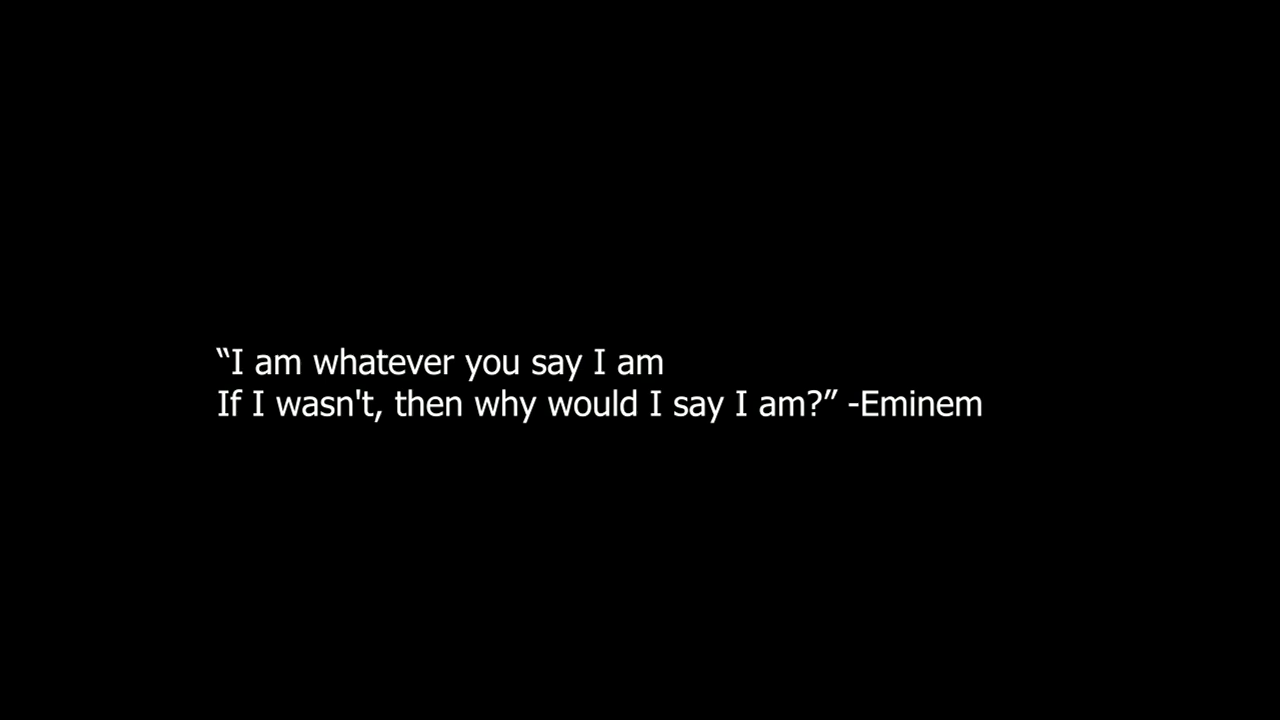 “I am whatever you say I am
If I wasn't, then why would I say I am?” -Eminem